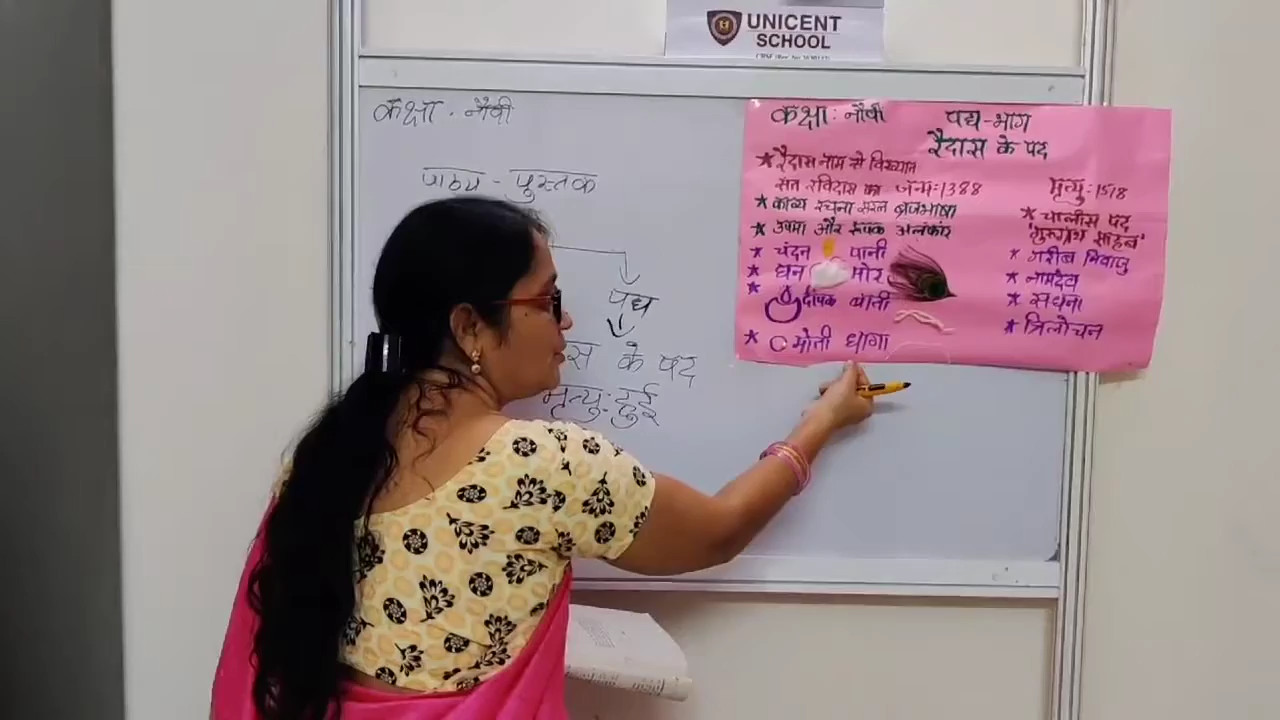 UNICENT
SCHOOL
कक्षा - नौवीं
पाठ्य - पुस्तक
पद्य
के पद
मृत्यु: हुई
कक्षा: नौवीं
पद्य-भाग
रैदास के पद
* रैदास नाम से विख्यात
संत रविदास का जन्म:1388
मृत्यु:1518
* काव्य रचना सरल ब्रजभाषा
* उपमा और रूपक अलंकार
* चंदन पानी
* घन मोर
* दीपक बाती
* मोती धागा
* चालीस पद
'गुरुग्रंथ साहब'
* गरीब निवाजु
* नामदेव
* सधना
* त्रिलोचन